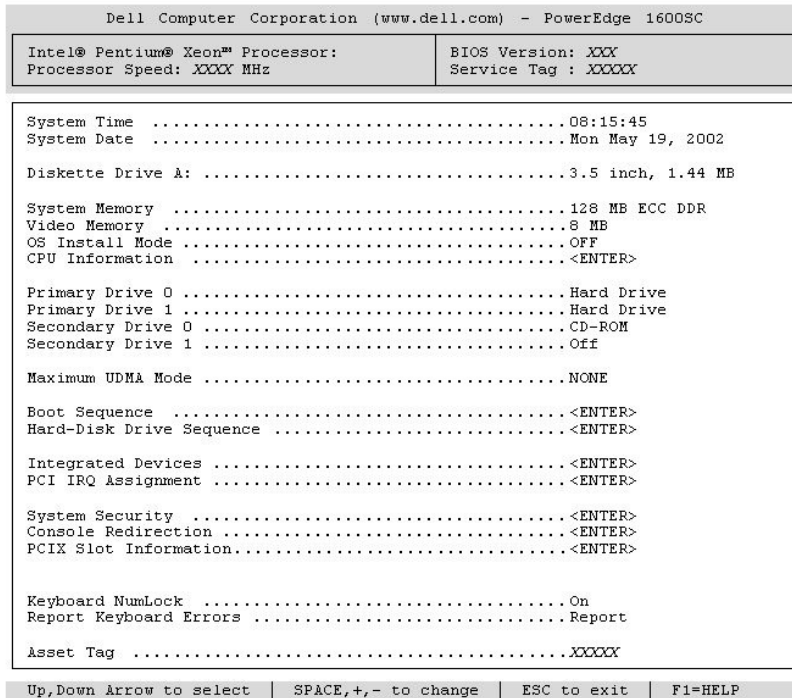 Dell Computer Corporation (www.dell.com) - PowerEdge 1600SC
Intel® Pentium® Xeon™ Processor:
Processor Speed: XXXX MHz
BIOS Version: XXX
Service Tag : XXXXX
System Time .........................................08:15:45
System Date .........................................Mon May 19, 2002
Diskette Drive A: ....................................3.5 inch, 1.44 MB
System Memory .......................................128 MB ECC DDR
Video Memory ........................................8 MB
OS Install Mode ......................................OFF
CPU Information .....................................<ENTER>
Primary Drive 0 ......................................Hard Drive
Primary Drive 1 ......................................Hard Drive
Secondary Drive 0 ....................................CD-ROM
Secondary Drive 1 ....................................Off
Maximum UDMA Mode ....................................NONE
Boot Sequence .......................................<ENTER>
Hard-Disk Drive Sequence .............................<ENTER>
Integrated Devices ...................................<ENTER>
PCI IRQ Assignment ...................................<ENTER>
System Security .....................................<ENTER>
Console Redirection ..................................<ENTER>
PCIX Slot Information.................................<ENTER>
Keyboard NumLock ....................................On
Report Keyboard Errors ...............................Report
Asset Tag ...........................................XXXXX
Up,Down Arrow to select | SPACE,+,- to change | ESC to exit | F1=HELP